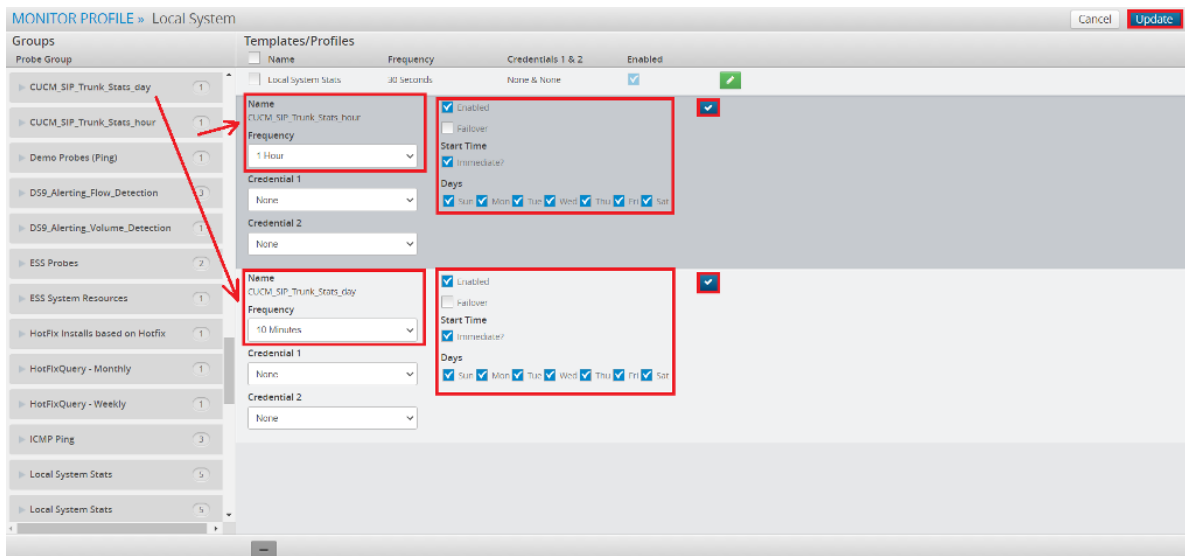 MONITOR PROFILE » Local System
Cancel
Update
Groups
Templates/Profiles
Probe Group
Name Frequency Credentials 1 & 2 Enabled
CUCM_SIP_Trunk_Stats_day 1
CUCM_SIP_Trunk_Stats_hour 1
Demo Probes (Ping) 1
DS9_Alerting_Flow_Detection 3
DS9_Alerting_Volume_Detection 1
ESS Probes 2
ESS System Resources 1
HotFix Installs based on Hotfix 1
HotFixQuery - Monthly 1
HotFixQuery - Weekly 1
ICMP Ping 3
Local System Stats 5
Local System Stats 5
Local System Stats 30 Seconds None & None
Name
CUCM_SIP_Trunk_Stats_hour
Frequency
1 Hour
Credential 1
None
Credential 2
None
Enabled
Failover
Start Time
Immediate?
Days
Sun Mon Tue Wed Thu Fri Sat
Name
CUCM_SIP_Trunk_Stats_day
Frequency
10 Minutes
Credential 1
None
Credential 2
None
Enabled
Failover
Start Time
Immediate?
Days
Sun Mon Tue Wed Thu Fri Sat